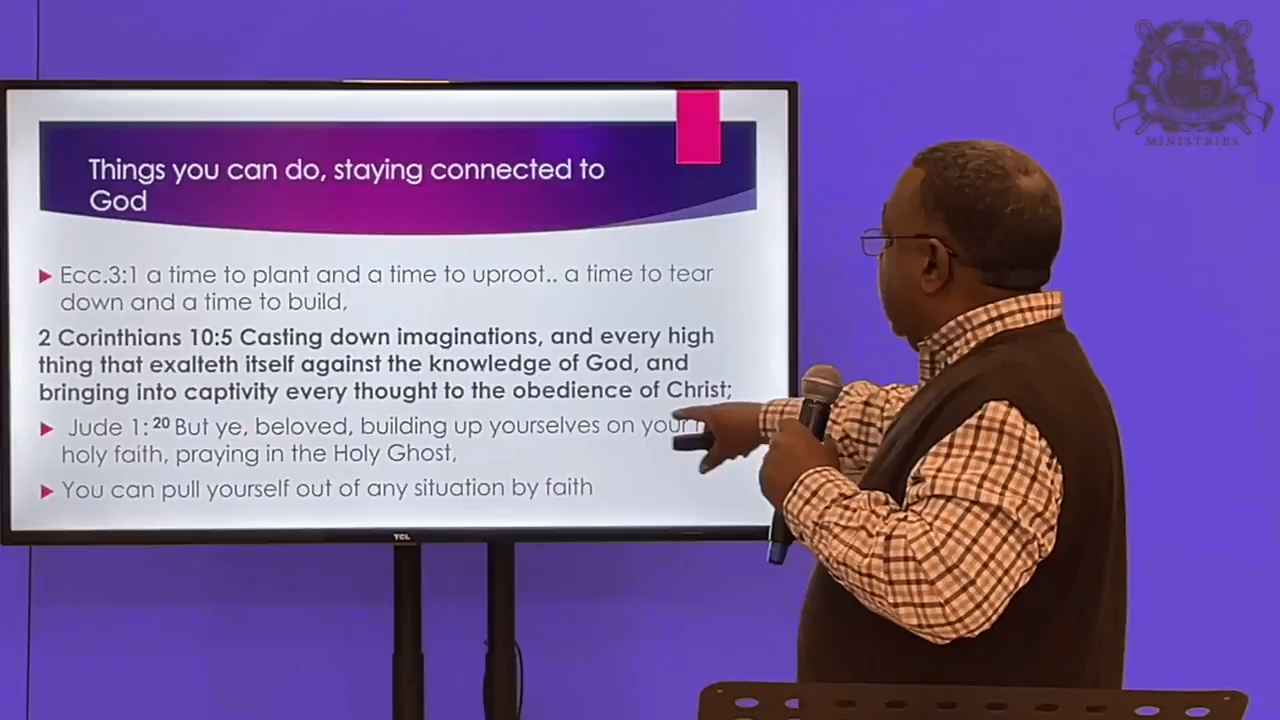 Things you can do, staying connected to
God
Ecc.3:1 a time to plant and a time to uproot.. a time to tear
down and a time to build,
2 Corinthians 10:5 Casting down imaginations, and every high
thing that exalteth itself against the knowledge of God, and
bringing into captivity every thought to the obedience of Christ;
Jude 1: 20 But ye, beloved, building up yourselves on your
holy faith, praying in the Holy Ghost,
You can pull yourself out of any situation by faith
TCL
MINISTRIES